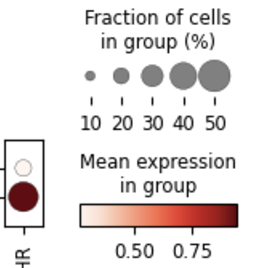 Fraction of cells
in group (%)
10 20 30 40 50
Mean expression
in group
0.50 0.75